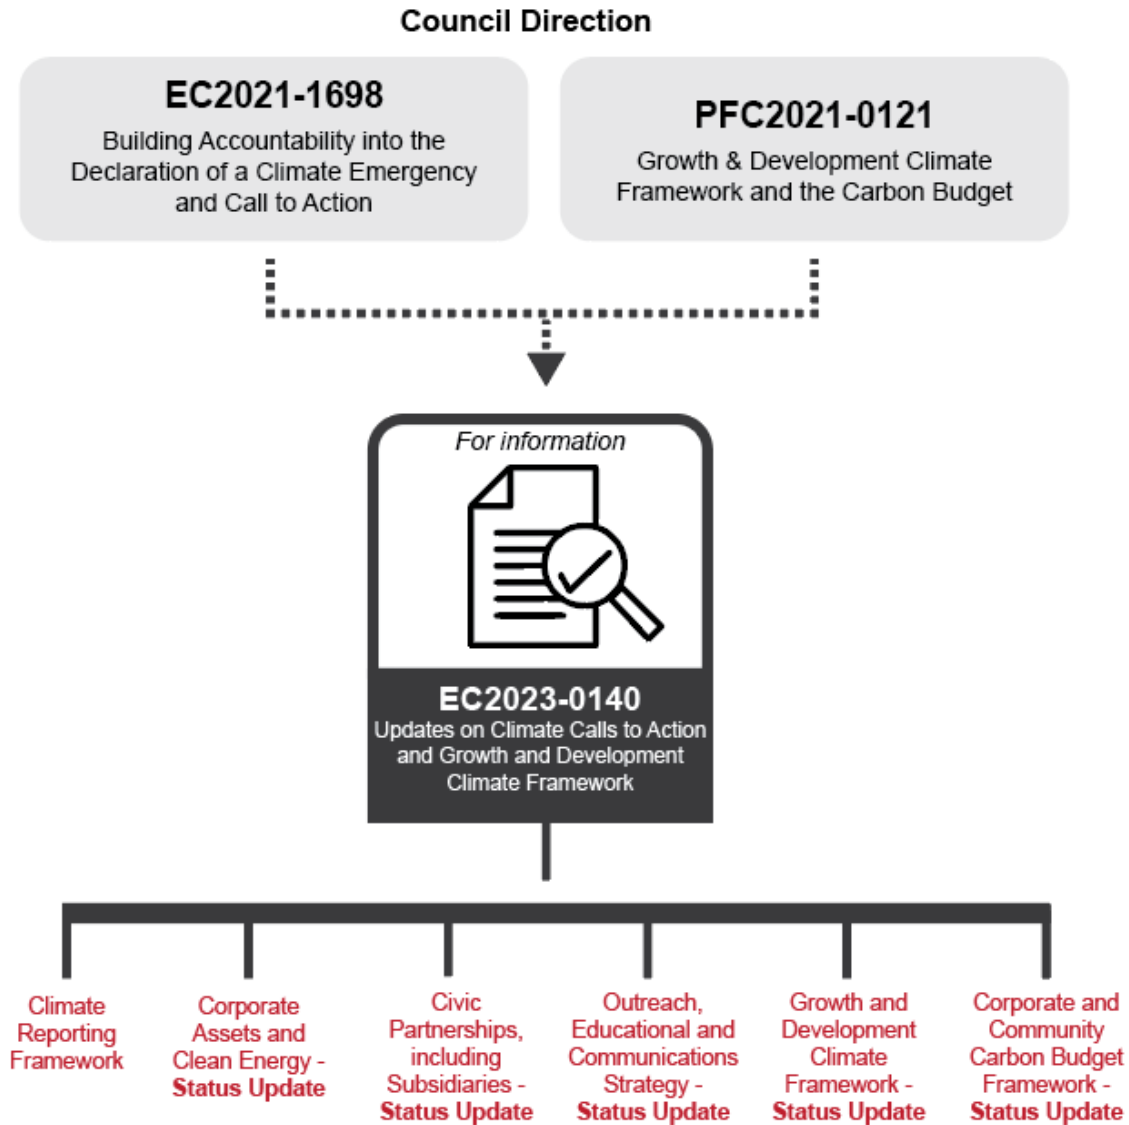 Council Direction
EC2021-1698
Building Accountability into the
Declaration of a Climate Emergency
and Call to Action
PFC2021-0121
Growth & Development Climate
Framework and the Carbon Budget
For information
EC2023-0140
Updates on Climate Calls to Action
and Growth and Development
Climate Framework
Climate
Reporting
Framework
Corporate
Assets and
Clean Energy -
Status Update
Civic
Partnerships,
including
Subsidiaries -
Status Update
Outreach,
Educational and
Communications
Strategy -
Status Update
Growth and
Development
Climate
Framework -
Status Update
Corporate and
Community
Carbon Budget
Framework -
Status Update